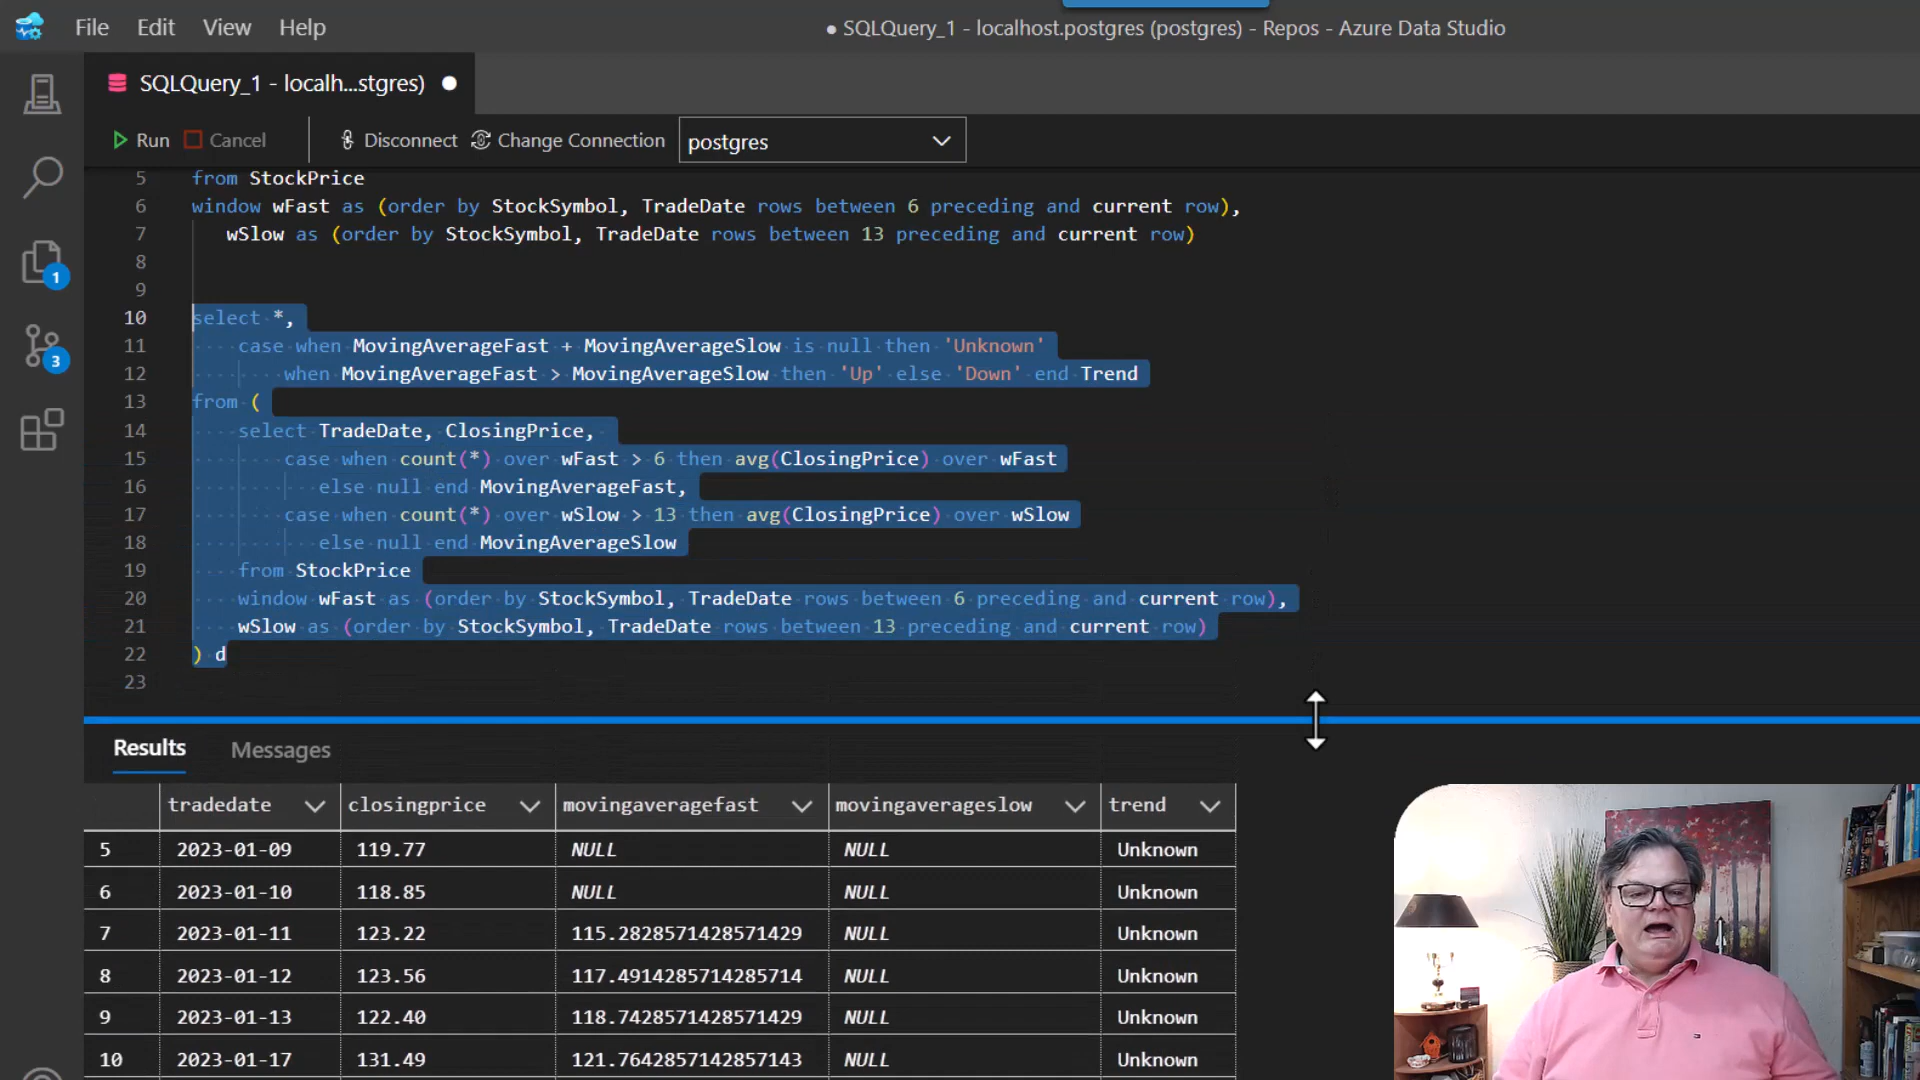 File Edit View Help
● SQLQuery_1 - localhost.postgres (postgres) - Repos - Azure Data Studio
SQLQuery_1 - localh...stgres) ●
Run Cancel Disconnect Change Connection postgres
5 from StockPrice
6 window wFast as (order by StockSymbol, TradeDate rows between 6 preceding and current row),
7 wSlow as (order by StockSymbol, TradeDate rows between 13 preceding and current row)
8
9
10 select *,
11 case when MovingAverageFast + MovingAverageSlow is null then 'Unknown'
12 when MovingAverageFast > MovingAverageSlow then 'Up' else 'Down' end Trend
13 from (
14 select TradeDate, ClosingPrice,
15 case when count(*) over wFast > 6 then avg(ClosingPrice) over wFast
16 else null end MovingAverageFast,
17 case when count(*) over wSlow > 13 then avg(ClosingPrice) over wSlow
18 else null end MovingAverageSlow
19 from StockPrice
20 window wFast as (order by StockSymbol, TradeDate rows between 6 preceding and current row),
21 wSlow as (order by StockSymbol, TradeDate rows between 13 preceding and current row)
22 ) d
23
1
3
Results Messages
tradedate closingprice movingaveragefast movingaverageslow trend
5 2023-01-09 119.77 NULL NULL Unknown
6 2023-01-10 118.85 NULL NULL Unknown
7 2023-01-11 123.22 115.2828571428571429 NULL Unknown
8 2023-01-12 123.56 117.4914285714285714 NULL Unknown
9 2023-01-13 122.40 118.7428571428571429 NULL Unknown
10 2023-01-17 131.49 121.7642857142857143 NULL Unknown